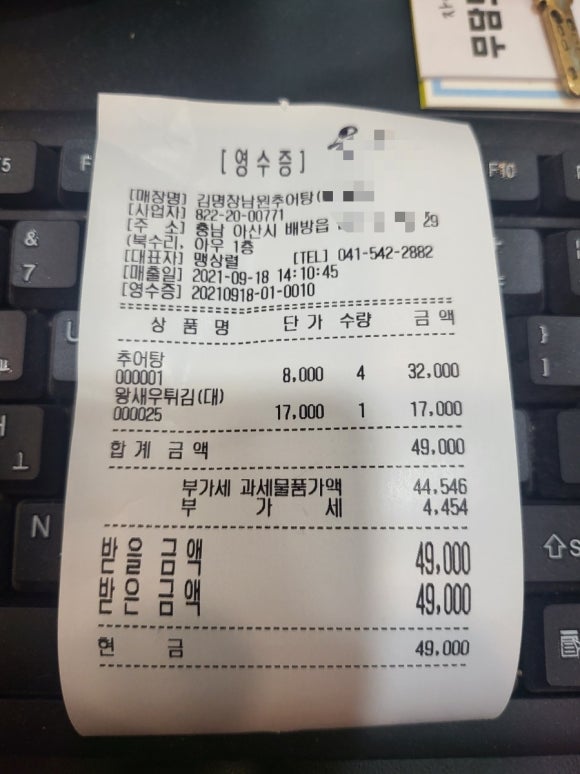 [영수증]
[매장명] 김명장남원추어탕(
[사업자] 822-20-00771
[주 소] 충남 아산시 배방읍 29
(북수리, 아우 1층
[대표자] 맹상렬 [TEL] 041-542-2882
[매출일] 2021-09-18 14:10:45
[영수증] 20210918-01-0010
상 품 명 단 가 수량 금 액
추어탕
000001 8,000 4 32,000
왕새우튀김(대)
000025 17,000 1 17,000
합 계 금 액 49,000
부가세 과세물품가액 44,546
부 가 세 4,454
받을 금액 49,000
받은 금액 49,000
현 금 49,000
F5
F10
&
7
U
N
}
]
ㅜ
⇧S